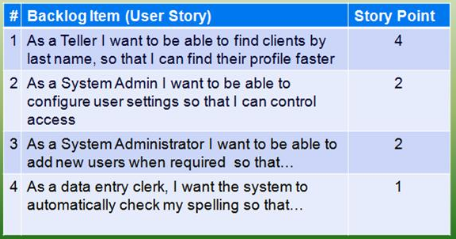 # Backlog Item (User Story) Story Point
1 As a Teller I want to be able to find clients by 4
last name, so that I can find their profile faster
2 As a System Admin I want to be able to 2
configure user settings so that I can control
access
3 As a System Administrator I want to be able to 2
add new users when required so that...
4 As a data entry clerk, I want the system to 1
automatically check my spelling so that...